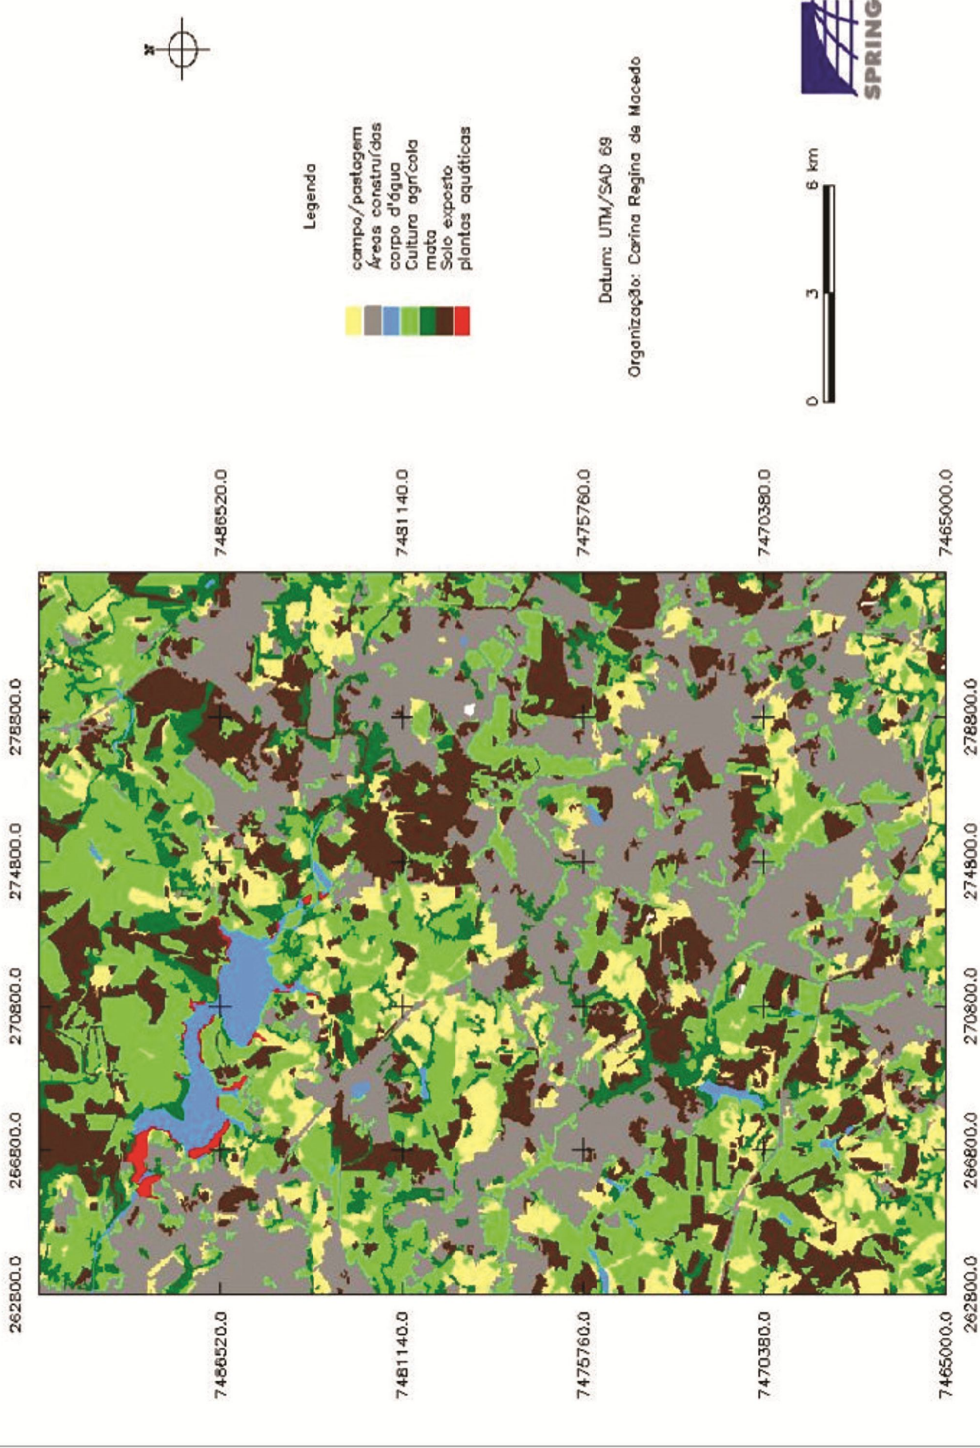 N
SPRING
Legenda
campo/pastagem
Áreas construídas
corpo d'água
Cultura agrícola
mata
Solo exposto
plantas aquáticas
Datum: UTM/SAD 69
Organização: Carina Regina de Macedo
0 3 6 km
7486520.0 7481140.0 7475760.0 7470380.0 7465000.0
278800.0 278800.0
274800.0 274800.0
270800.0 270800.0
266800.0 266800.0
262800.0 262800.0
7486520.0 7481140.0 7475760.0 7470380.0 7465000.0